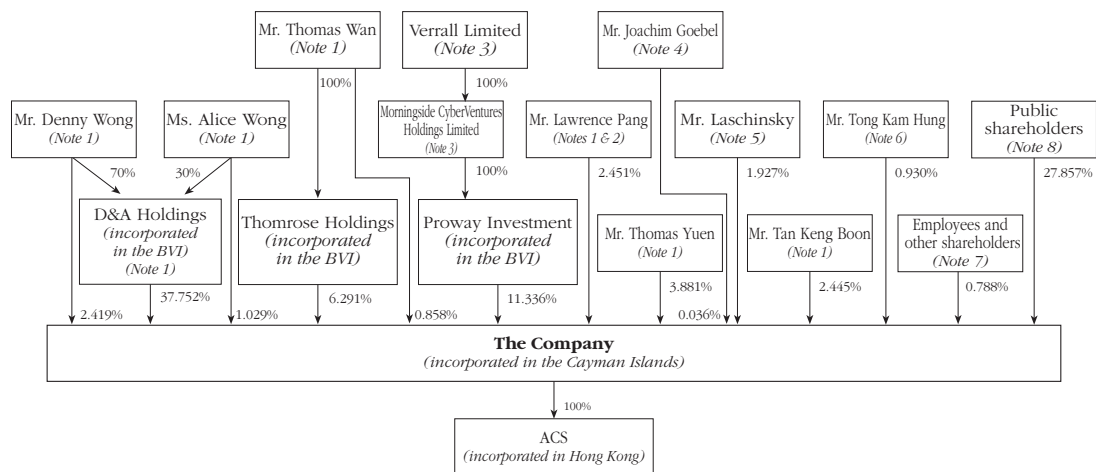 Mr. Thomas Wan
(Note 1)
Verrall Limited
(Note 3)
Mr. Joachim Goebel
(Note 4)
100%
100%
Mr. Denny Wong
(Note 1)
Ms. Alice Wong
(Note 1)
Morningside CyberVentures
Holdings Limited
(Note 3)
Mr. Lawrence Pang
(Notes 1 & 2)
Mr. Laschinsky
(Note 5)
Mr. Tong Kam Hung
(Note 6)
Public
shareholders
(Note 8)
70%
30%
100%
2.451%
1.927%
0.930%
27.857%
D&A Holdings
(incorporated
in the BVI)
(Note 1)
Thomrose Holdings
(incorporated
in the BVI)
Proway Investment
(incorporated
in the BVI)
Mr. Thomas Yuen
(Note 1)
Mr. Tan Keng Boon
(Note 1)
Employees and
other shareholders
(Note 7)
2.419%
37.752%
1.029%
6.291%
0.858%
11.336%
3.881%
0.036%
2.445%
0.788%
The Company
(incorporated in the Cayman Islands)
100%
ACS
(incorporated in Hong Kong)